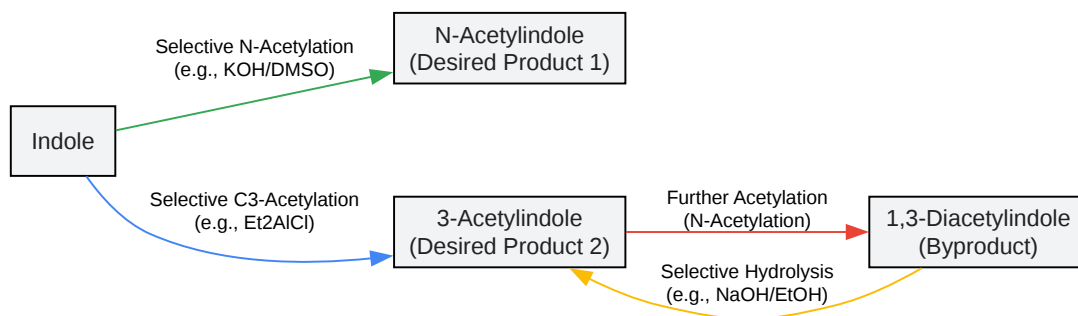 Selective N-Acetylation
(e.g., KOH/DMSO)
N-Acetylindole
(Desired Product 1)
Indole
Selective C3-Acetylation
(e.g., Et2AlCl)
3-Acetylindole
(Desired Product 2)
Further Acetylation
(N-Acetylation)
1,3-Diacetylindole
(Byproduct)
Selective Hydrolysis
(e.g., NaOH/EtOH)